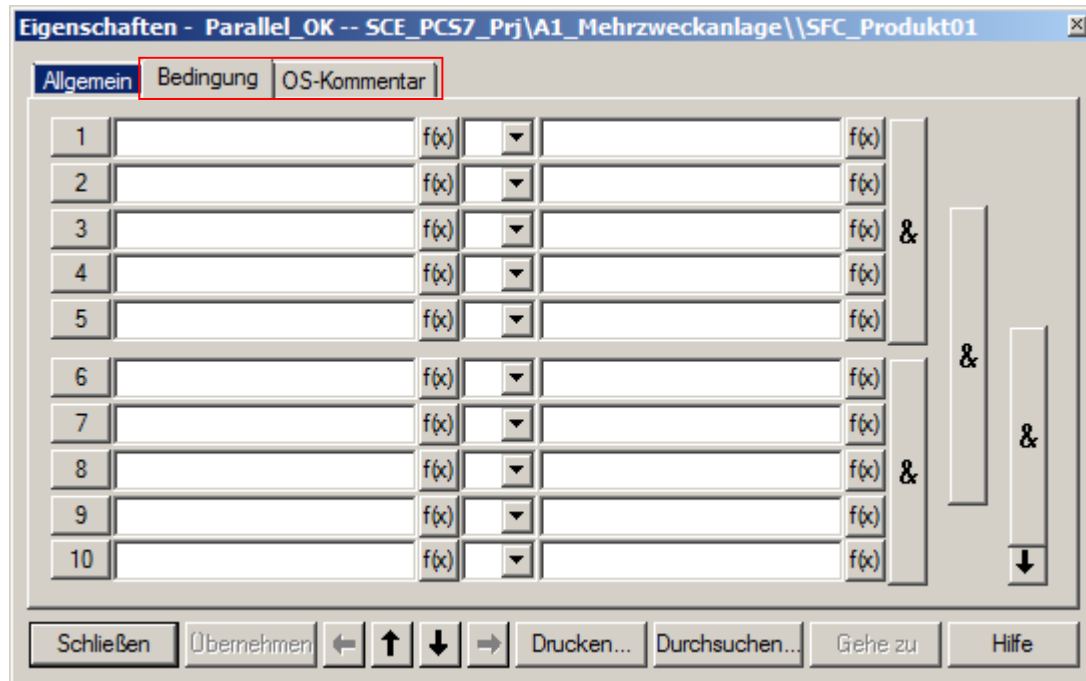 Eigenschaften - Parallel_OK -- SCE_PCS7_Prj\A1_Mehrzweckanlage\\SFC_Produkt01
Allgemein Bedingung OS-Kommentar
1 f(x) f(x)
2 f(x) f(x)
3 f(x) f(x) &
4 f(x) f(x)
5 f(x) f(x)
&
6 f(x) f(x)
7 f(x) f(x) &
8 f(x) f(x) &
9 f(x) f(x)
10 f(x) f(x)
Schließen Übernehmen Drucken... Durchsuchen... Gehe zu Hilfe